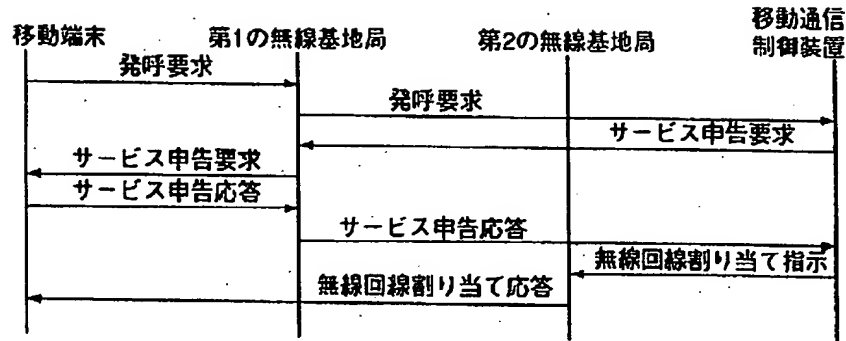 移動端末
第1の無線基地局
第2の無線基地局
移動通信
制御装置
発呼要求
発呼要求
サービス申告要求
サービス申告要求
サービス申告応答
サービス申告応答
無線回線割り当て指示
無線回線割り当て応答